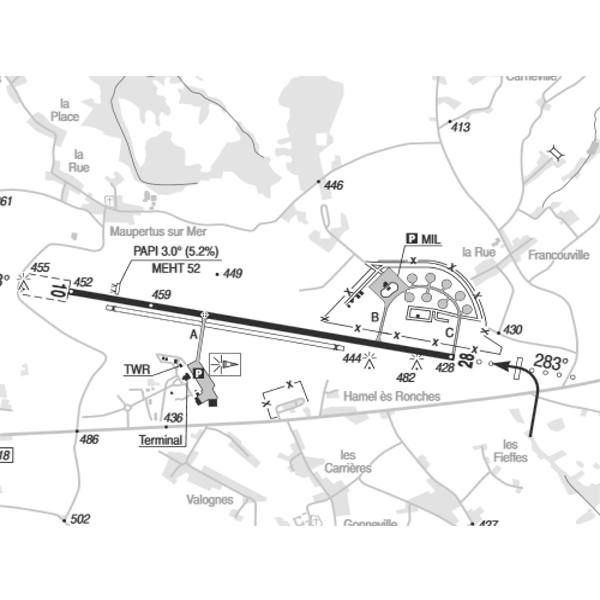 Carneville
la
Place
413
la
Rue
446
361
Maupertus sur Mer
P MIL
la Rue
PAPI 3.0° (5.2%)
MEHT 52
Francouville
455
452
449
3°
10
459
B
C
430
A
444
482
428
28
283°
TWR
P
Hamel ès Ronches
436
486
Terminal
les
Fieffes
les
Carrières
18
Valognes
502
Gonneville
427